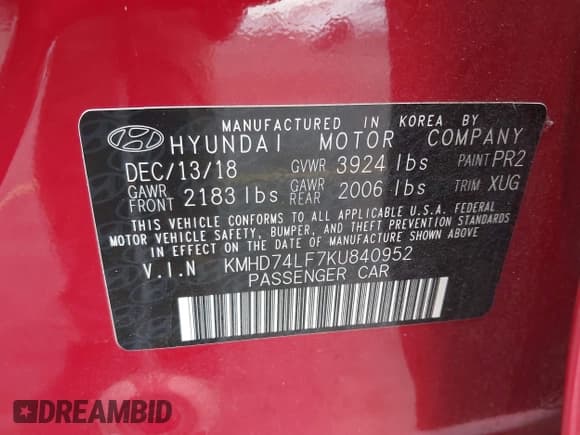 MANUFACTURED IN KOREA BY
HYUNDAI MOTOR COMPANY
DEC/13/18 GVWR 3924 lbs PAINT PR2
GAWR FRONT 2183 lbs GAWR REAR 2006 lbs TRIM XUG
THIS VEHICLE CONFORMS TO ALL APPLICABLE U.S.A. FEDERAL
MOTOR VEHICLE SAFETY, BUMPER, AND THEFT PREVENTION STANDARDS
IN EFFECT ON THE DATE OF MANUFACTURE SHOWN ABOVE.
V.I.N KMHD74LF7KU840952
PASSENGER CAR
DREAMBID